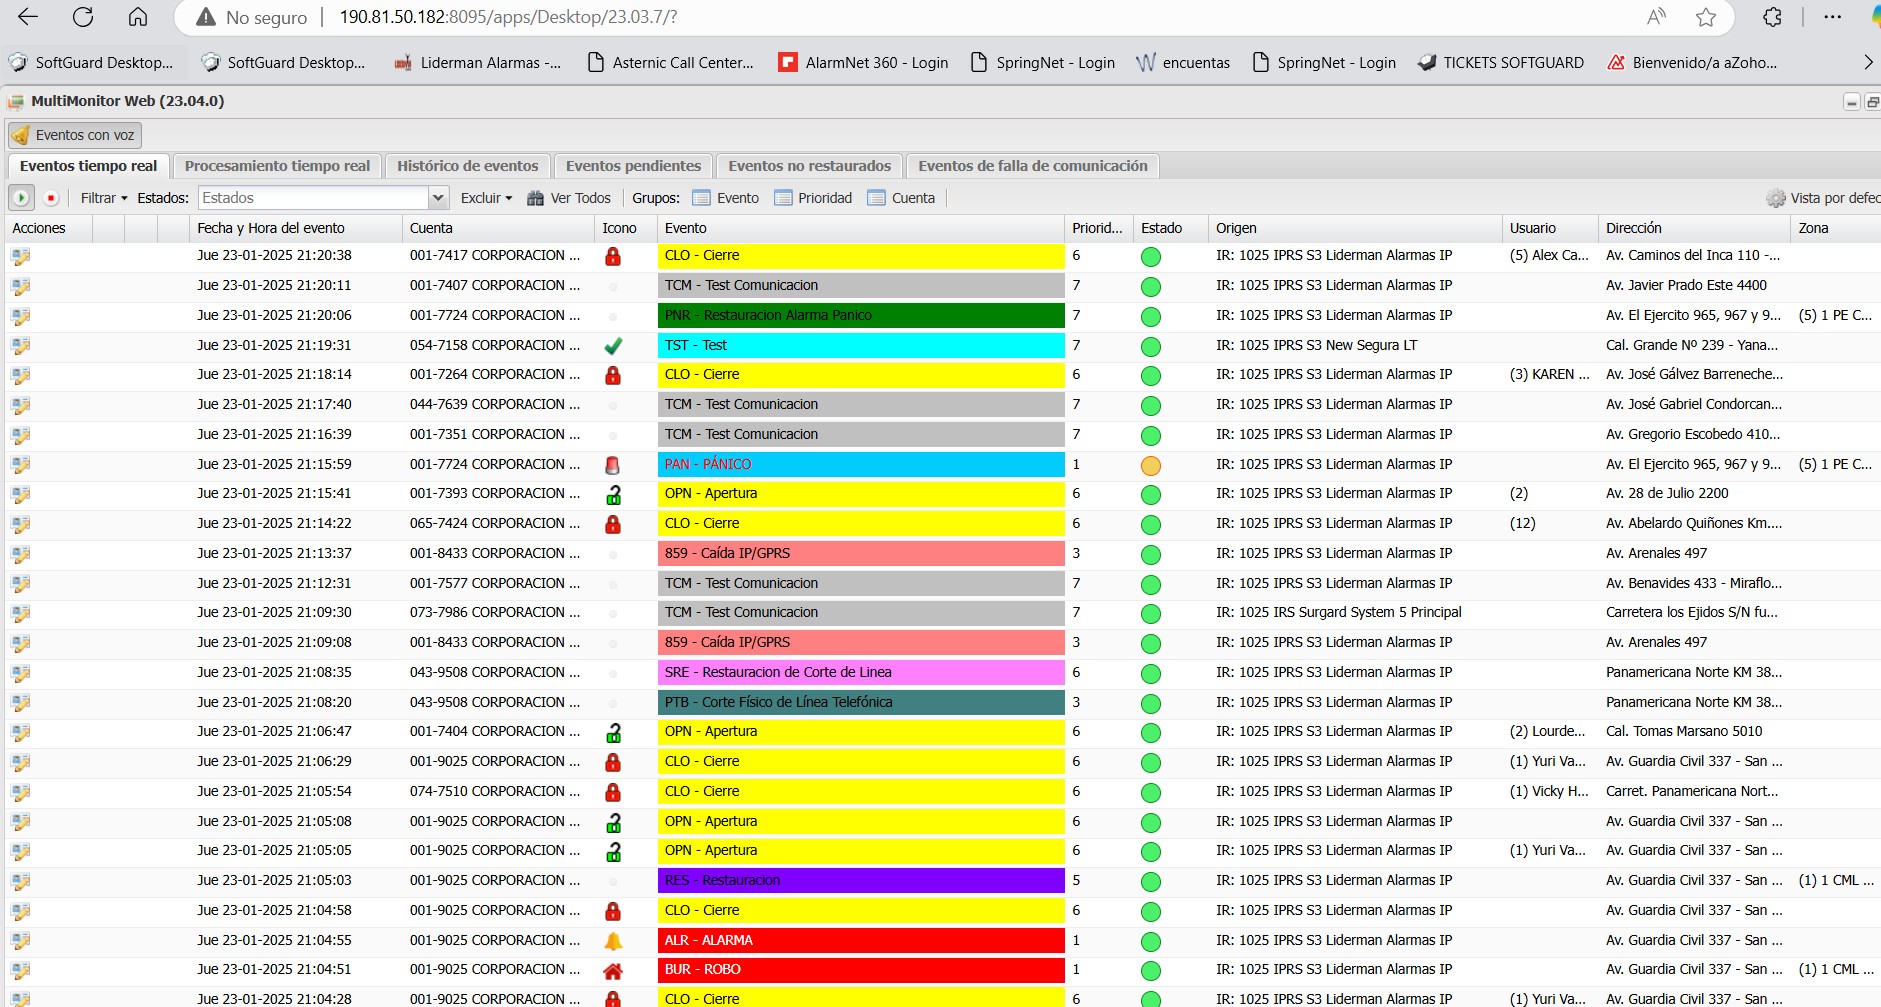 No seguro 190.81.50.182:8095/apps/Desktop/23.03.7/?
SoftGuard Desktop... SoftGuard Desktop... Liderman Alarmas -... Asternic Call Center... AlarmNet 360 - Login SpringNet - Login encuentas SpringNet - Login TICKETS SOFTGUARD Bienvenido/a aZoho...
MultiMonitor Web (23.04.0)
Eventos con voz
Eventos tiempo real Procesamiento tiempo real Histórico de eventos Eventos pendientes Eventos no restaurados Eventos de falla de comunicación
Filtrar Estados: Estados Excluir Ver Todos Grupos: Evento Prioridad Cuenta Vista por defec
Acciones Fecha y Hora del evento Cuenta Icono Evento Priorid... Estado Origen Usuario Dirección Zona
Jue 23-01-2025 21:20:38 001-7417 CORPORACION ... CLO - Cierre 6 IR: 1025 IPRS S3 Liderman Alarmas IP (5) Alex Ca... Av. Caminos del Inca 110 -...
Jue 23-01-2025 21:20:11 001-7407 CORPORACION ... TCM - Test Comunicacion 7 IR: 1025 IPRS S3 Liderman Alarmas IP Av. Javier Prado Este 4400
Jue 23-01-2025 21:20:06 001-7724 CORPORACION ... PNR - Restauracion Alarma Panico 7 IR: 1025 IPRS S3 Liderman Alarmas IP Av. El Ejercito 965, 967 y 9... (5) 1 PE C...
Jue 23-01-2025 21:19:31 054-7158 CORPORACION ... TST - Test 7 IR: 1025 IPRS S3 New Segura LT Cal. Grande Nº 239 - Yana...
Jue 23-01-2025 21:18:14 001-7264 CORPORACION ... CLO - Cierre 6 IR: 1025 IPRS S3 Liderman Alarmas IP (3) KAREN ... Av. José Gálvez Barreneche...
Jue 23-01-2025 21:17:40 044-7639 CORPORACION ... TCM - Test Comunicacion 7 IR: 1025 IPRS S3 Liderman Alarmas IP Av. José Gabriel Condorcan...
Jue 23-01-2025 21:16:39 001-7351 CORPORACION ... TCM - Test Comunicacion 7 IR: 1025 IPRS S3 Liderman Alarmas IP Av. Gregorio Escobedo 410...
Jue 23-01-2025 21:15:59 001-7724 CORPORACION ... PAN - PÁNICO 1 IR: 1025 IPRS S3 Liderman Alarmas IP Av. El Ejercito 965, 967 y 9... (5) 1 PE C...
Jue 23-01-2025 21:15:41 001-7393 CORPORACION ... OPN - Apertura 6 IR: 1025 IPRS S3 Liderman Alarmas IP (2) Av. 28 de Julio 2200
Jue 23-01-2025 21:14:22 065-7424 CORPORACION ... CLO - Cierre 6 IR: 1025 IPRS S3 Liderman Alarmas IP (12) Av. Abelardo Quiñones Km....
Jue 23-01-2025 21:13:37 001-8433 CORPORACION ... 859 - Caída IP/GPRS 3 IR: 1025 IPRS S3 Liderman Alarmas IP Av. Arenales 497
Jue 23-01-2025 21:12:31 001-7577 CORPORACION ... TCM - Test Comunicacion 7 IR: 1025 IPRS S3 Liderman Alarmas IP Av. Benavides 433 - Miraflo...
Jue 23-01-2025 21:09:30 073-7986 CORPORACION ... TCM - Test Comunicacion 7 IR: 1025 IRS Surgard System 5 Principal Carretera los Ejidos S/N fu...
Jue 23-01-2025 21:09:08 001-8433 CORPORACION ... 859 - Caída IP/GPRS 3 IR: 1025 IPRS S3 Liderman Alarmas IP Av. Arenales 497
Jue 23-01-2025 21:08:35 043-9508 CORPORACION ... SRE - Restauracion de Corte de Linea 6 IR: 1025 IPRS S3 Liderman Alarmas IP Panamericana Norte KM 38...
Jue 23-01-2025 21:08:20 043-9508 CORPORACION ... PTB - Corte Físico de Línea Telefónica 3 IR: 1025 IPRS S3 Liderman Alarmas IP Panamericana Norte KM 38...
Jue 23-01-2025 21:06:47 001-7404 CORPORACION ... OPN - Apertura 6 IR: 1025 IPRS S3 Liderman Alarmas IP (2) Lourde... Cal. Tomas Marsano 5010
Jue 23-01-2025 21:06:29 001-9025 CORPORACION ... CLO - Cierre 6 IR: 1025 IPRS S3 Liderman Alarmas IP (1) Yuri Va... Av. Guardia Civil 337 - San ...
Jue 23-01-2025 21:05:54 074-7510 CORPORACION ... CLO - Cierre 6 IR: 1025 IPRS S3 Liderman Alarmas IP (1) Vicky H... Carret. Panamericana Nort...
Jue 23-01-2025 21:05:08 001-9025 CORPORACION ... OPN - Apertura 6 IR: 1025 IPRS S3 Liderman Alarmas IP Av. Guardia Civil 337 - San ...
Jue 23-01-2025 21:05:05 001-9025 CORPORACION ... OPN - Apertura 6 IR: 1025 IPRS S3 Liderman Alarmas IP (1) Yuri Va... Av. Guardia Civil 337 - San ...
Jue 23-01-2025 21:05:03 001-9025 CORPORACION ... RES - Restauracion 5 IR: 1025 IPRS S3 Liderman Alarmas IP Av. Guardia Civil 337 - San ... (1) 1 CML ...
Jue 23-01-2025 21:04:58 001-9025 CORPORACION ... CLO - Cierre 6 IR: 1025 IPRS S3 Liderman Alarmas IP Av. Guardia Civil 337 - San ...
Jue 23-01-2025 21:04:55 001-9025 CORPORACION ... ALR - ALARMA 1 IR: 1025 IPRS S3 Liderman Alarmas IP Av. Guardia Civil 337 - San ...
Jue 23-01-2025 21:04:51 001-9025 CORPORACION ... BUR - ROBO 1 IR: 1025 IPRS S3 Liderman Alarmas IP Av. Guardia Civil 337 - San ... (1) 1 CML ...
Jue 23-01-2025 21:04:28 001-9025 CORPORACION ... CLO - Cierre 6 IR: 1025 IPRS S3 Liderman Alarmas IP (1) Yuri Va... Av. Guardia Civil 337 - San ...